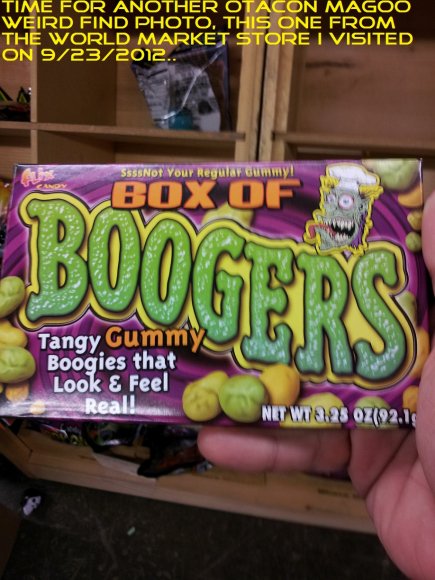 TIME FOR ANOTHER OTACON MAGOO
WEIRD FIND PHOTO, THIS ONE FROM
THE WORLD MARKET STORE I VISITED
ON 9/23/2012..
Flix
CANDY
SsssNot Your Regular Gummy!
BOX OF
BOOGERS
Tangy Gummy
Boogies that
Look & Feel
Real!
NET WT 3.25 OZ(92.1g